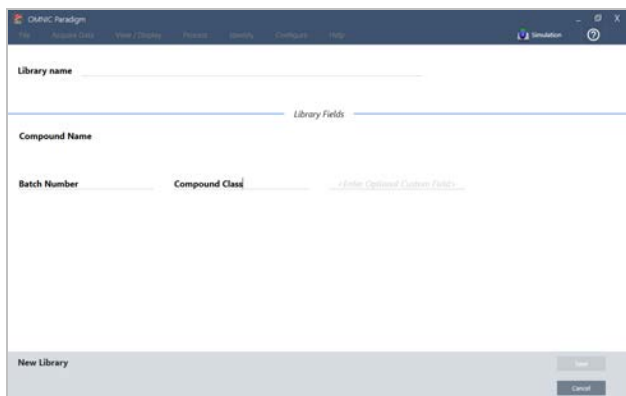 OMNIC Paradigm
File Acquire Data View / Display Process Identify Configure Help Simulation
Library name
Library Fields
Compound Name
Batch Number Compound Class <Enter Optional Custom Field>
New Library
Save
Cancel